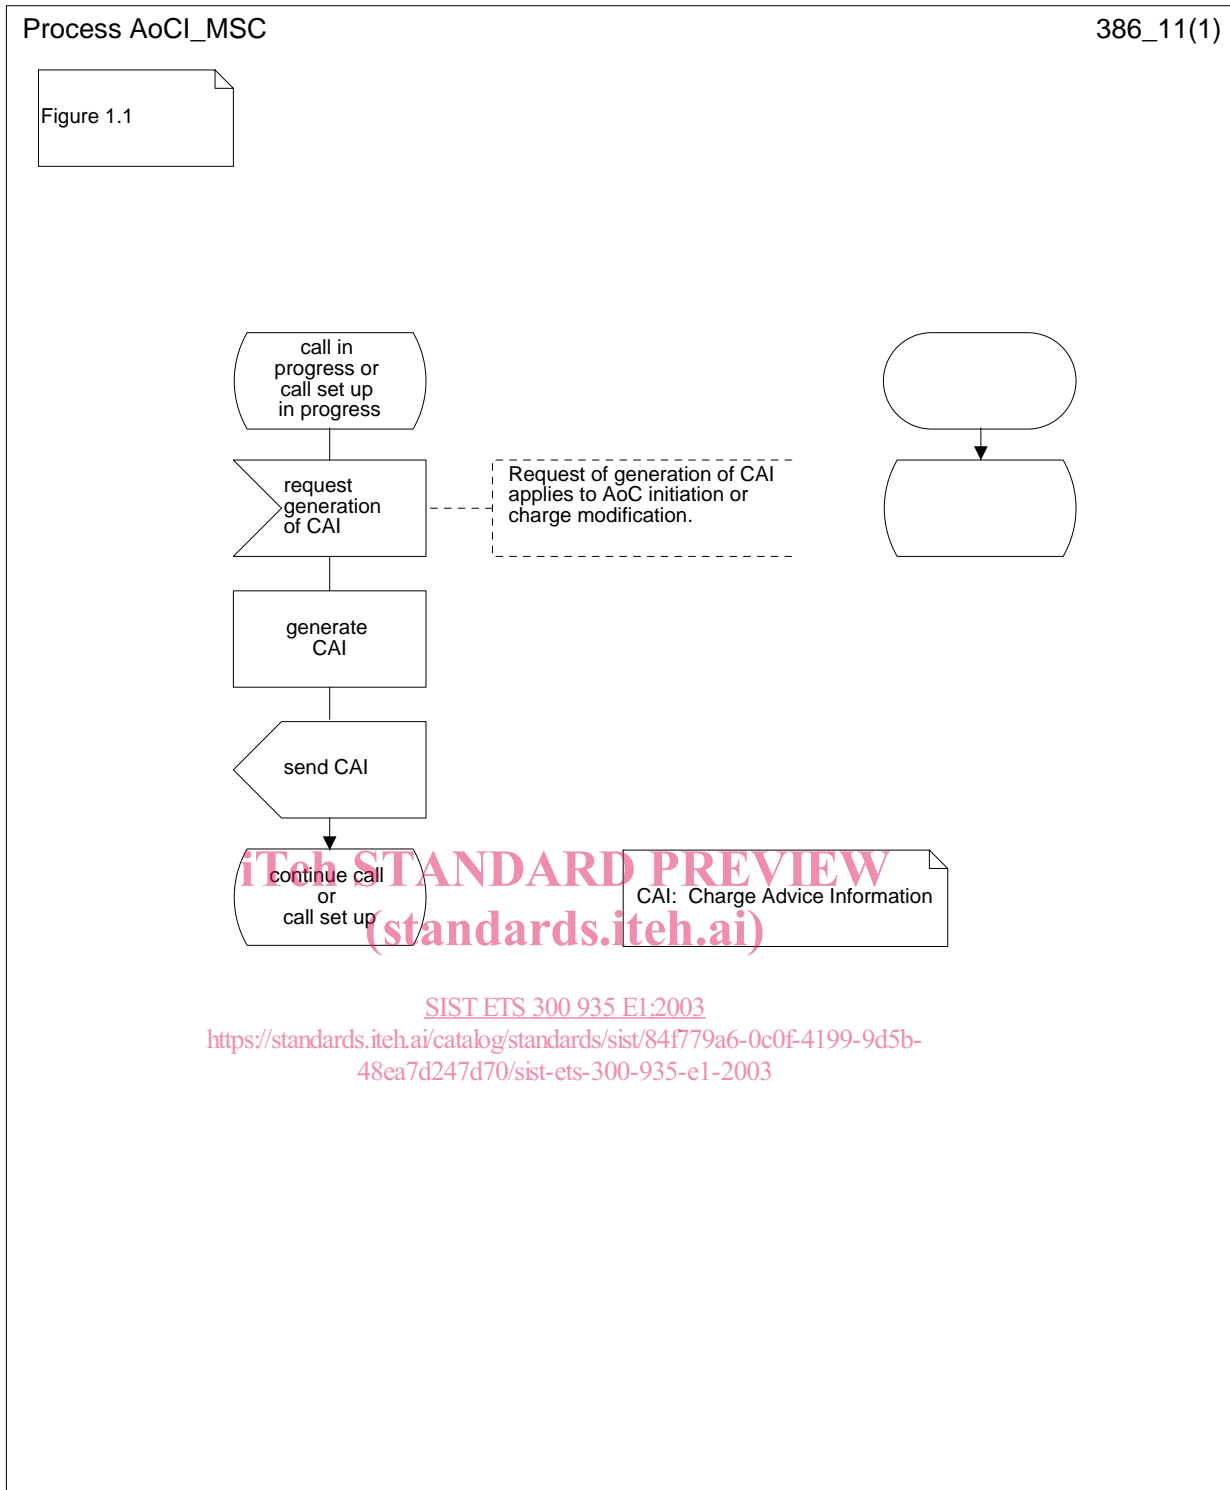 Process AoCI_MSC
386_11(1)
Figure 1.1
call in
progress or
call set up
in progress
request
generation
of CAI
Request of generation of CAI
applies to AoC initiation or
charge modification.
generate
CAI
send CAI
continue call
or
call set up
CAI:  Charge Advice Information
iTeh STANDARD PREVIEW
(standards.iteh.ai)
SIST ETS 300 935 E1:2003
https://standards.iteh.ai/catalog/standards/sist/84f779a6-0c0f-4199-9d5b-
48ea7d247d70/sist-ets-300-935-e1-2003